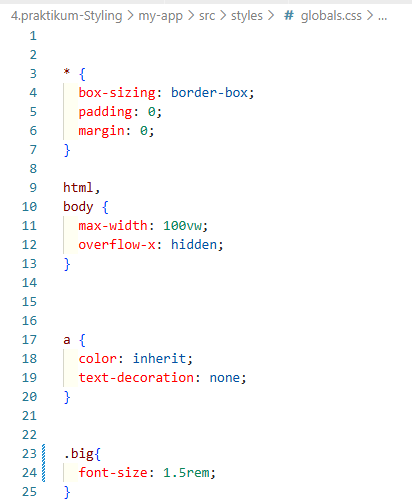 4.praktikum-Styling > my-app > src > styles > # globals.css > ...
1
2
3 * {
4 box-sizing: border-box;
5 padding: 0;
6 margin: 0;
7 }
8
9 html,
10 body {
11 max-width: 100vw;
12 overflow-x: hidden;
13 }
14
15
16
17 a {
18 color: inherit;
19 text-decoration: none;
20 }
21
22
23 .big{
24 font-size: 1.5rem;
25 }